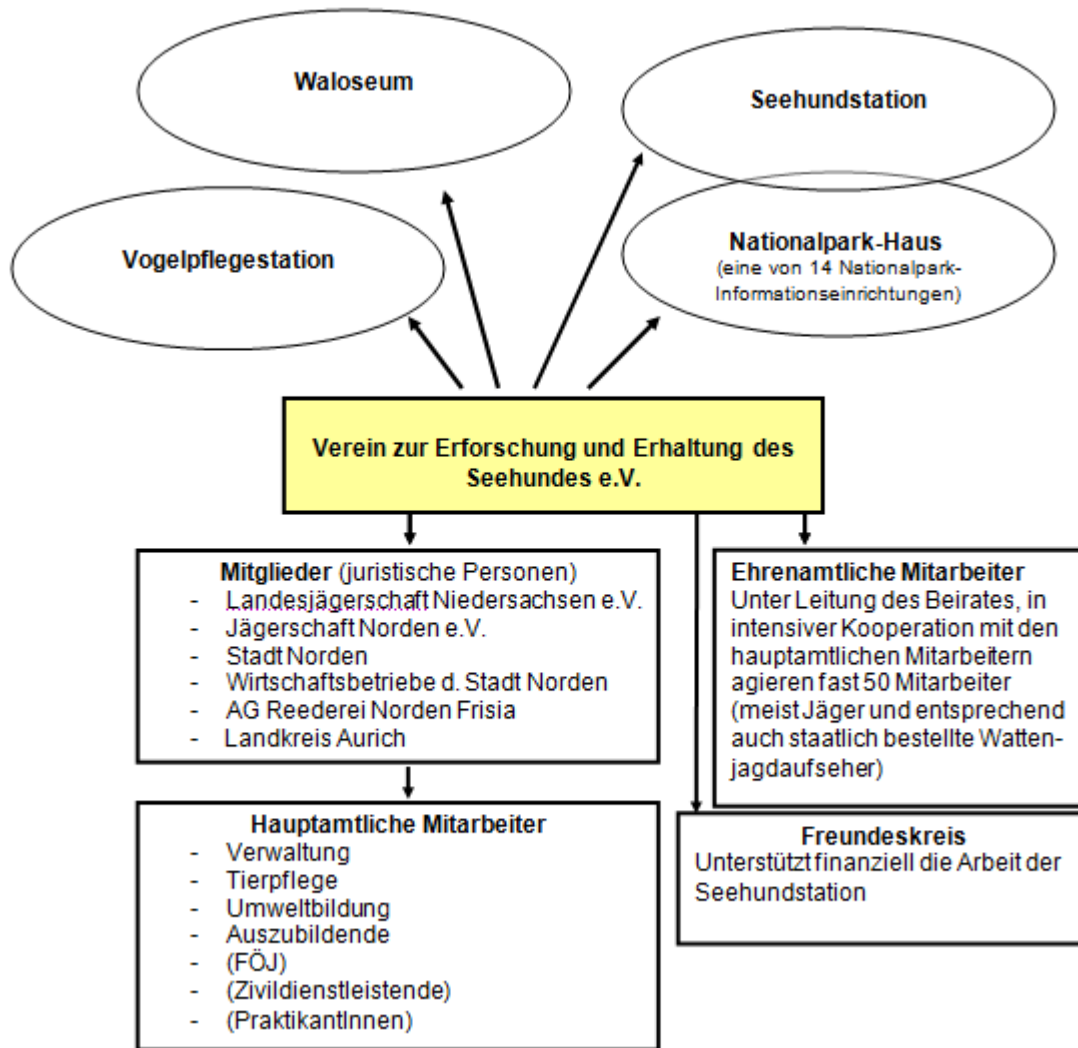 Waloseum
Seehundstation
Vogelpflegestation
Nationalpark-Haus
(eine von 14 Nationalpark-
Informationseinrichtungen)
Verein zur Erforschung und Erhaltung des
Seehundes e.V.
Mitglieder (juristische Personen)
- Landesjägerschaft Niedersachsen e.V.
- Jägerschaft Norden e.V.
- Stadt Norden
- Wirtschaftsbetriebe d. Stadt Norden
- AG Reederei Norden Frisia
- Landkreis Aurich
Ehrenamtliche Mitarbeiter
Unter Leitung des Beirates, in
intensiver Kooperation mit den
hauptamtlichen Mitarbeitern
agieren fast 50 Mitarbeiter
(meist Jäger und entsprechend
auch staatlich bestellte Watten-
jagdaufseher)
Hauptamtliche Mitarbeiter
- Verwaltung
- Tierpflege
- Umweltbildung
- Auszubildende
- (FÖJ)
- (Zivildienstleistende)
- (PraktikantInnen)
Freundeskreis
Unterstützt finanziell die Arbeit der
Seehundstation